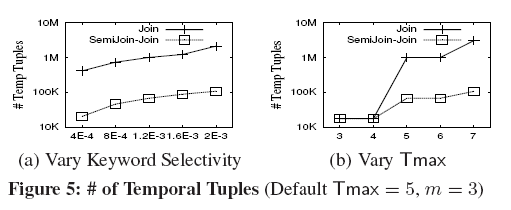 10M
Join
SemiJoin-Join
1M
100K
10K
# Temp Tuples
4E-4 8E-4 1.2E-31.6E-3 2E-3
(a) Vary Keyword Selectivity
10M
Join
SemiJoin-Join
1M
100K
10K
# Temp Tuples
3 4 5 6 7
(b) Vary Tmax
Figure 5: # of Temporal Tuples (Default Tmax = 5, m = 3)